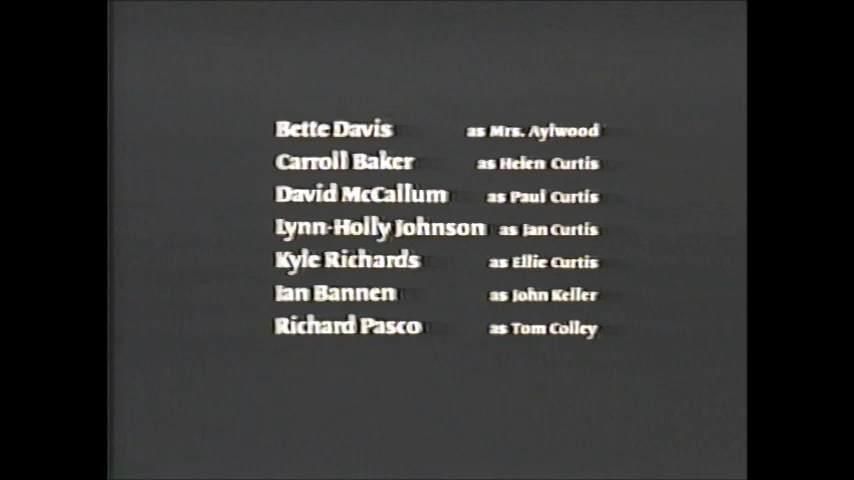 Bette Davis as Mrs. Aylwood
Carroll Baker as Helen Curtis
David McCallum as Paul Curtis
Lynn-Holly Johnson as Jan Curtis
Kyle Richards as Ellie Curtis
Ian Bannen as John Keller
Richard Pasco as Tom Colley